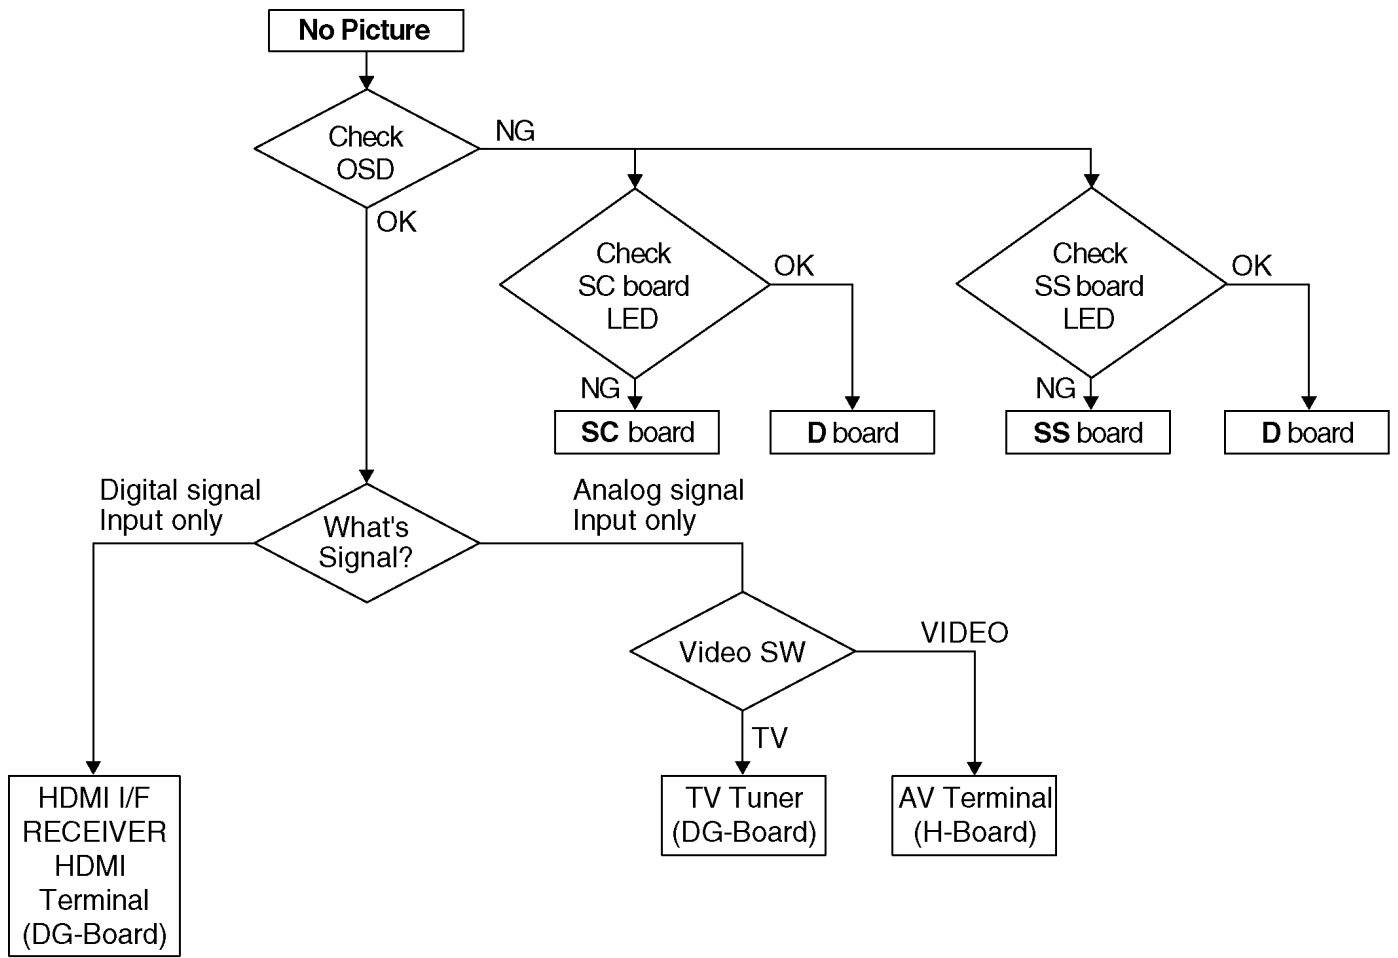 No Picture
Check
OSD
NG
OK
Check
SC board
LED
OK
NG
SC board
D board
Check
SS board
LED
OK
NG
SS board
D board
Digital signal
Input only
What's
Signal?
Analog signal
Input only
Video SW
VIDEO
TV
HDMI I/F
RECEIVER
HDMI
Terminal
(DG-Board)
TV Tuner
(DG-Board)
AV Terminal
(H-Board)